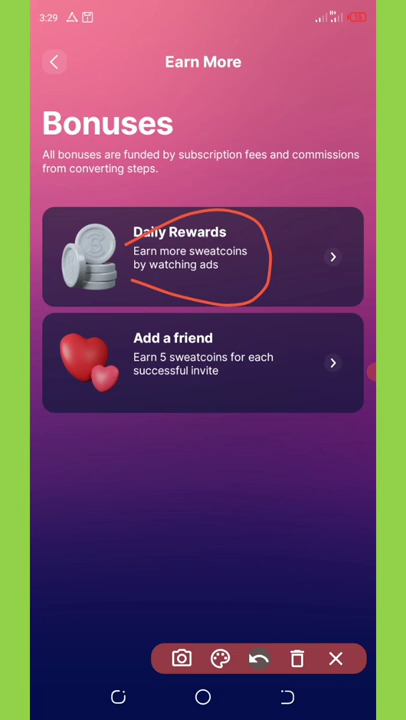 3:29
Earn More
Bonuses
All bonuses are funded by subscription fees and commissions
from converting steps.
Daily Rewards
Earn more sweatcoins
by watching ads
Add a friend
Earn 5 sweatcoins for each
successful invite